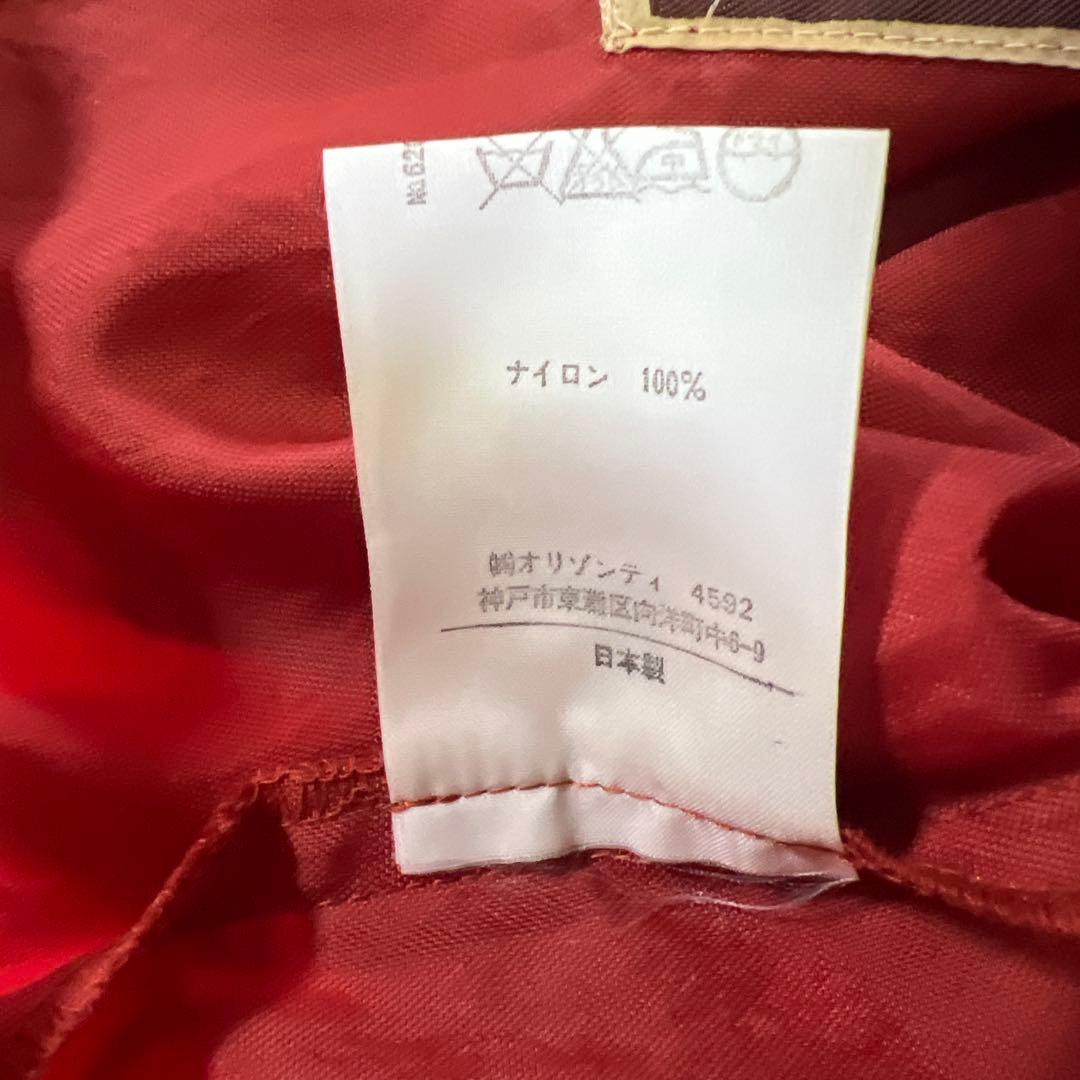 No.62
ナイロン 100%
㈱オリゾンティ 4592
神戸市東灘区向洋町中6-9
日本製